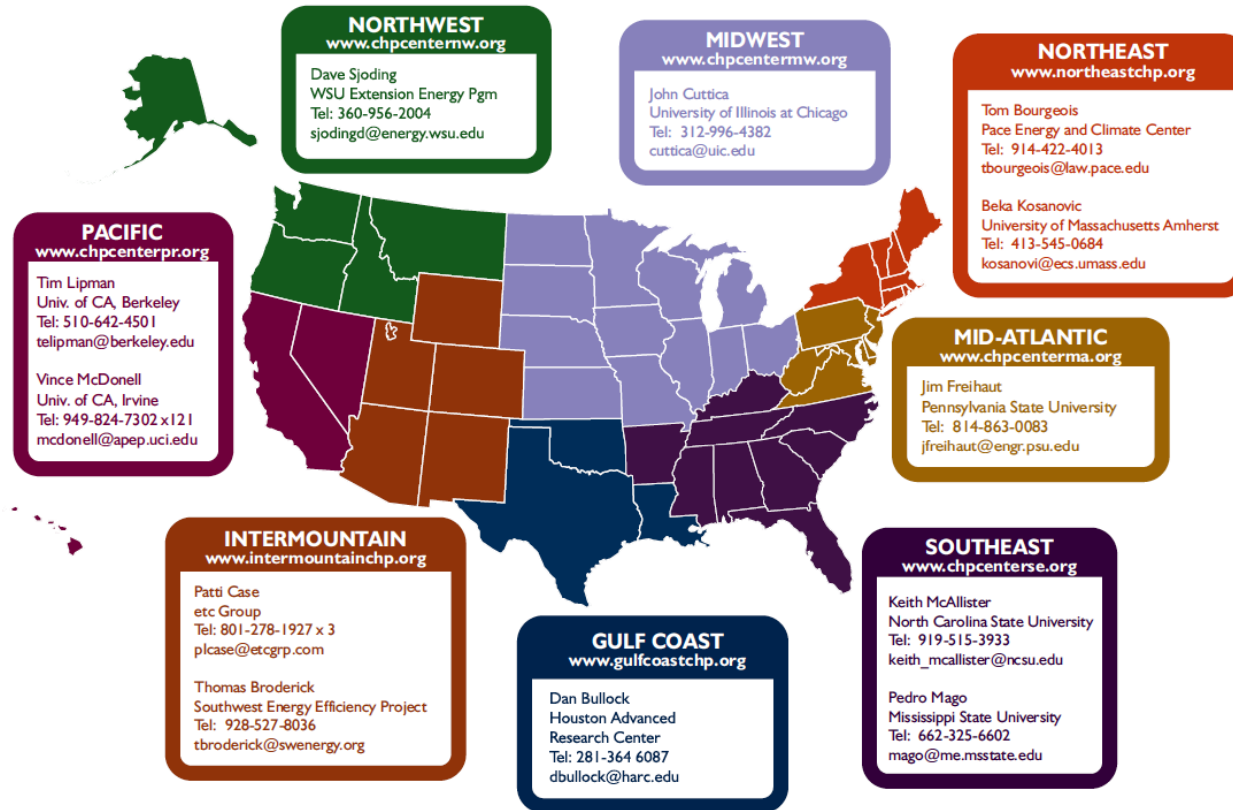 NORTHWEST
www.chpcenternw.org
Dave Sjoding
WSU Extension Energy Pgm
Tel: 360-956-2004
sjodingd@energy.wsu.edu
MIDWEST
www.chpcentermw.org
John Cuttica
University of Illinois at Chicago
Tel: 312-996-4382
cuttica@uic.edu
NORTHEAST
www.northeastchp.org
Tom Bourgeois
Pace Energy and Climate Center
Tel: 914-422-4013
tbourgeois@law.pace.edu
Beka Kosanovic
University of Massachusetts Amherst
Tel: 413-545-0684
kosanovi@ecs.umass.edu
PACIFIC
www.chpcenterpr.org
Tim Lipman
Univ. of CA, Berkeley
Tel: 510-642-4501
telipman@berkeley.edu
Vince McDonell
Univ. of CA, Irvine
Tel: 949-824-7302 x121
mcdonell@apep.uci.edu
MID-ATLANTIC
www.chpcenterma.org
Jim Freihaut
Pennsylvania State University
Tel: 814-863-0083
jfreihaut@engr.psu.edu
INTERMOUNTAIN
www.intermountainchp.org
Patti Case
etc Group
Tel: 801-278-1927 x 3
plcase@etcgrp.com
Thomas Broderick
Southwest Energy Efficiency Project
Tel: 928-527-8036
tbroderick@swenergy.org
GULF COAST
www.gulfcoastchp.org
Dan Bullock
Houston Advanced
Research Center
Tel: 281-364 6087
dbullock@harc.edu
SOUTHEAST
www.chpcenterse.org
Keith McAllister
North Carolina State University
Tel: 919-515-3933
keith_mcallister@ncsu.edu
Pedro Mago
Mississippi State University
Tel: 662-325-6602
mago@me.msstate.edu